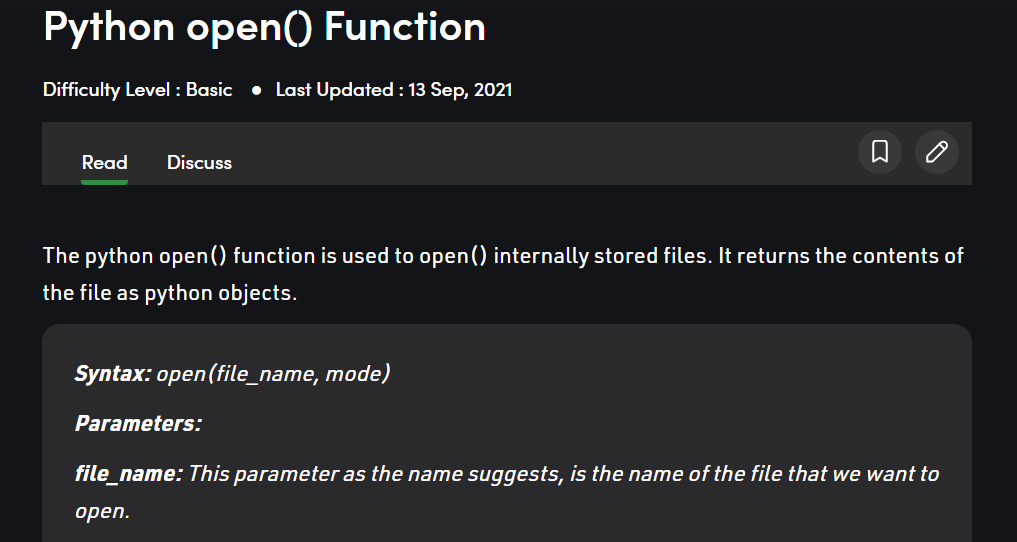 Python open() Function
Difficulty Level : Basic ● Last Updated : 13 Sep, 2021
Read Discuss
The python open() function is used to open() internally stored files. It returns the contents of
the file as python objects.
Syntax: open(file_name, mode)
Parameters:
file_name: This parameter as the name suggests, is the name of the file that we want to
open.